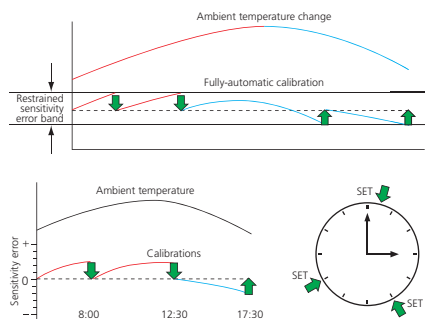 Ambient temperature change
Fully-automatic calibration
Restrained
sensitivity
error band
Ambient temperature
Sensitivity error
+
0
−
Calibrations
8:00
12:30
17:30
SET
SET
SET